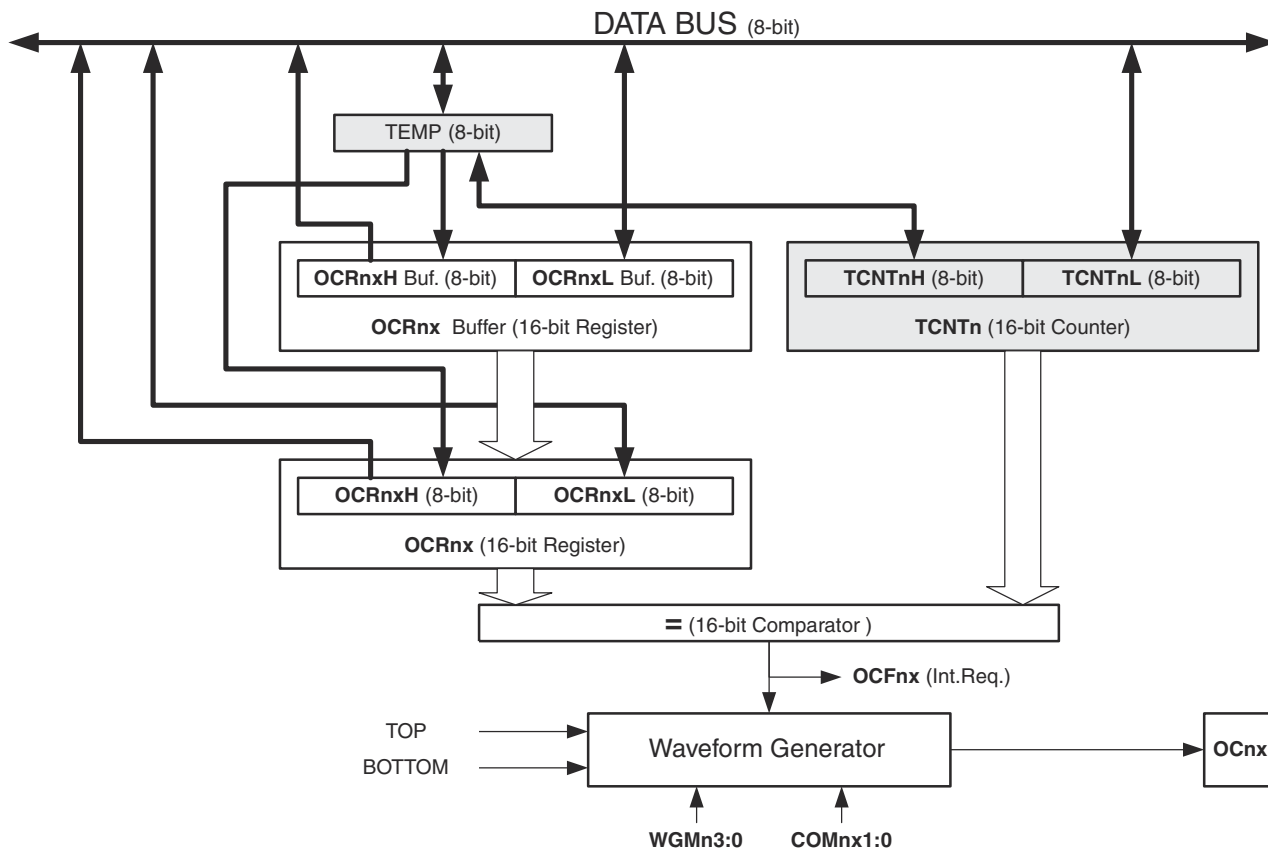 DATA BUS (8-bit)
TEMP (8-bit)
OCRnxH Buf. (8-bit) OCRnxL Buf. (8-bit)
OCRnx Buffer (16-bit Register)
TCNTnH (8-bit) TCNTnL (8-bit)
TCNTn (16-bit Counter)
OCRnxH (8-bit) OCRnxL (8-bit)
OCRnx (16-bit Register)
= (16-bit Comparator )
OCFnx (Int.Req.)
TOP
BOTTOM
Waveform Generator
OCnx
WGMn3:0 COMnx1:0